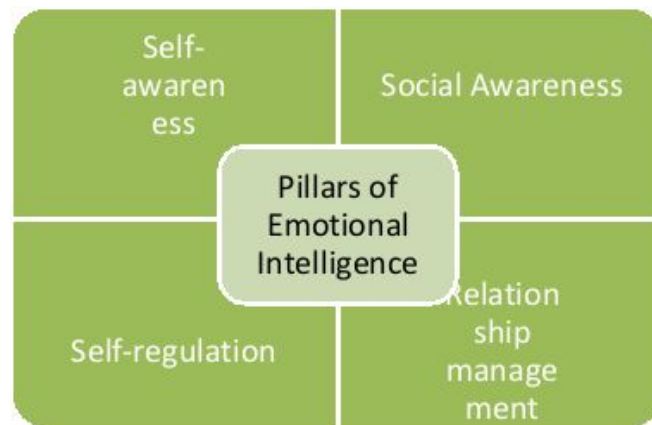 Self-
awaren
ess
Social Awareness
Pillars of
Emotional
Intelligence
Self-regulation
Relation
ship
manage
ment